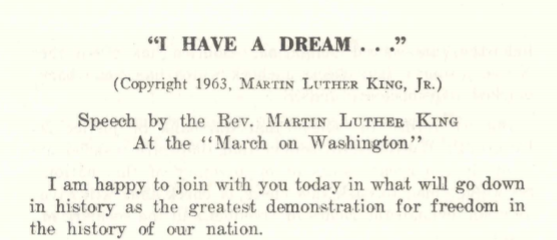 "I HAVE A DREAM . . ."
(Copyright 1963, MARTIN LUTHER KING, JR.)
Speech by the Rev. MARTIN LUTHER KING
At the "March on Washington"
I am happy to join with you today in what will go down
in history as the greatest demonstration for freedom in
the history of our nation.